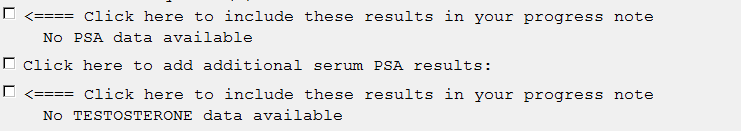 <==== Click here to include these results in your progress note
No PSA data available
Click here to add additional serum PSA results:
<==== Click here to include these results in your progress note
No TESTOSTERONE data available